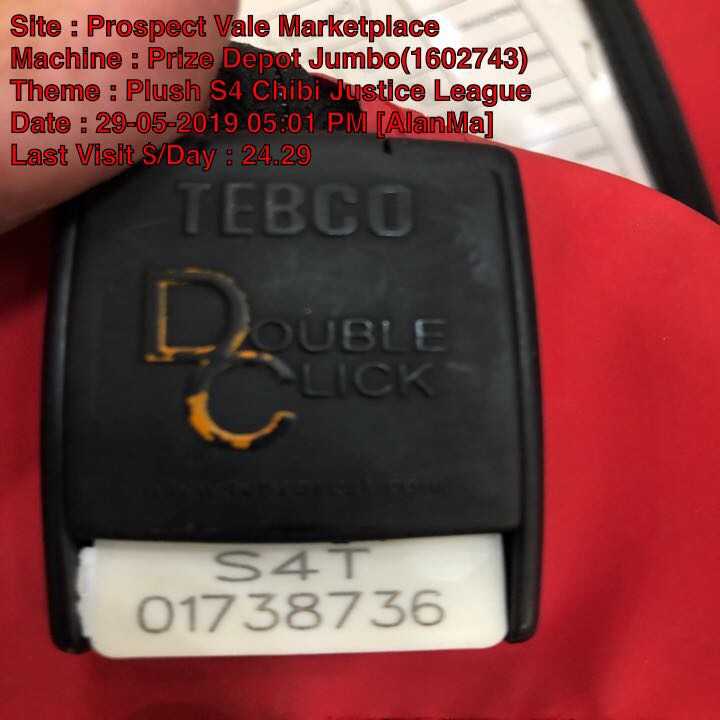 Site : Prospect Vale Marketplace
Machine : Prize Depot Jumbo(1602743)
Theme : Plush S4 Chibi Justice League
Date : 29-05-2019 05:01 PM [AlanMa]
Last Visit $/Day : 24.29
TEBCO
DOUBLE
CLICK
S4T
01738736